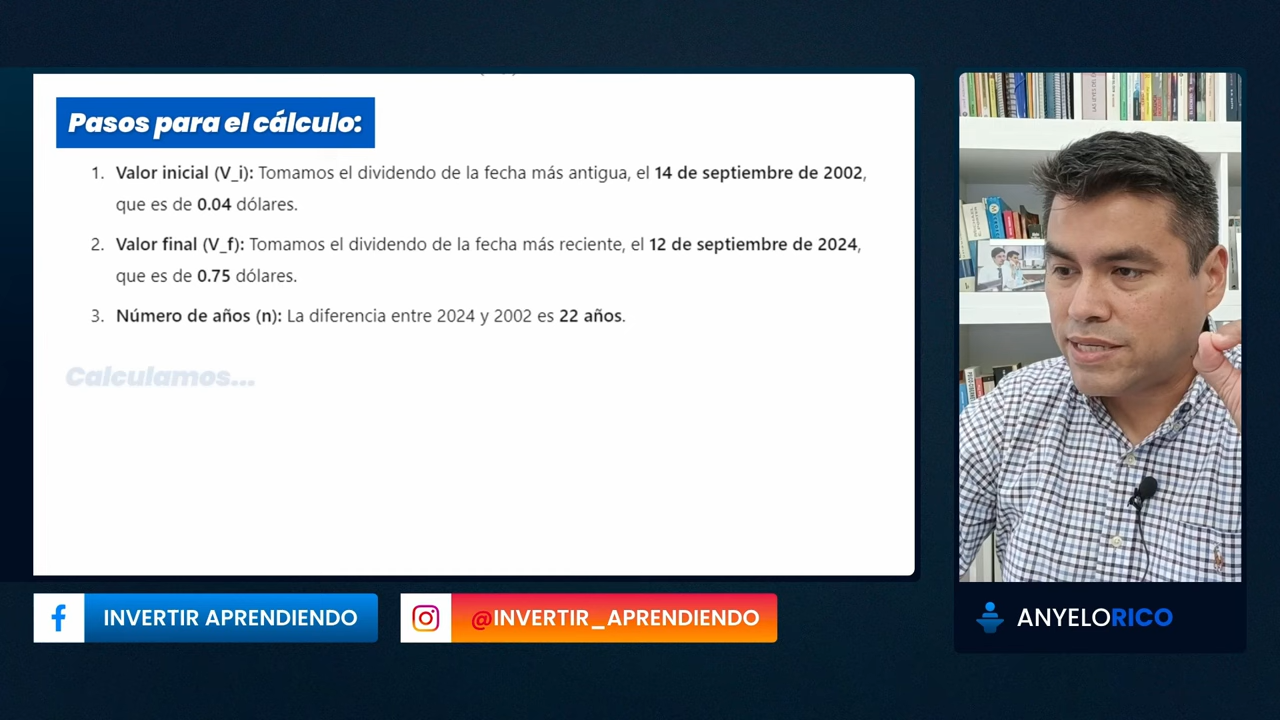 Pasos para el cálculo:
1. Valor inicial (V_i): Tomamos el dividendo de la fecha más antigua, el 14 de septiembre de 2002,
que es de 0.04 dólares.
2. Valor final (V_f): Tomamos el dividendo de la fecha más reciente, el 12 de septiembre de 2024,
que es de 0.75 dólares.
3. Número de años (n): La diferencia entre 2024 y 2002 es 22 años.
Calculamos...
INVERTIR APRENDIENDO
@INVERTIR_APRENDIENDO
ANYELORICO